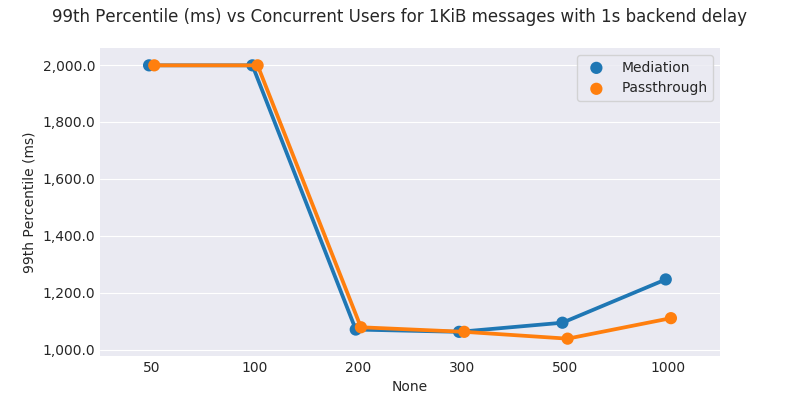 99th Percentile (ms) vs Concurrent Users for 1KiB messages with 1s backend delay
Mediation
Passthrough
99th Percentile (ms)
2,000.0
1,800.0
1,600.0
1,400.0
1,200.0
1,000.0
50 100 200 300 500 1000
None